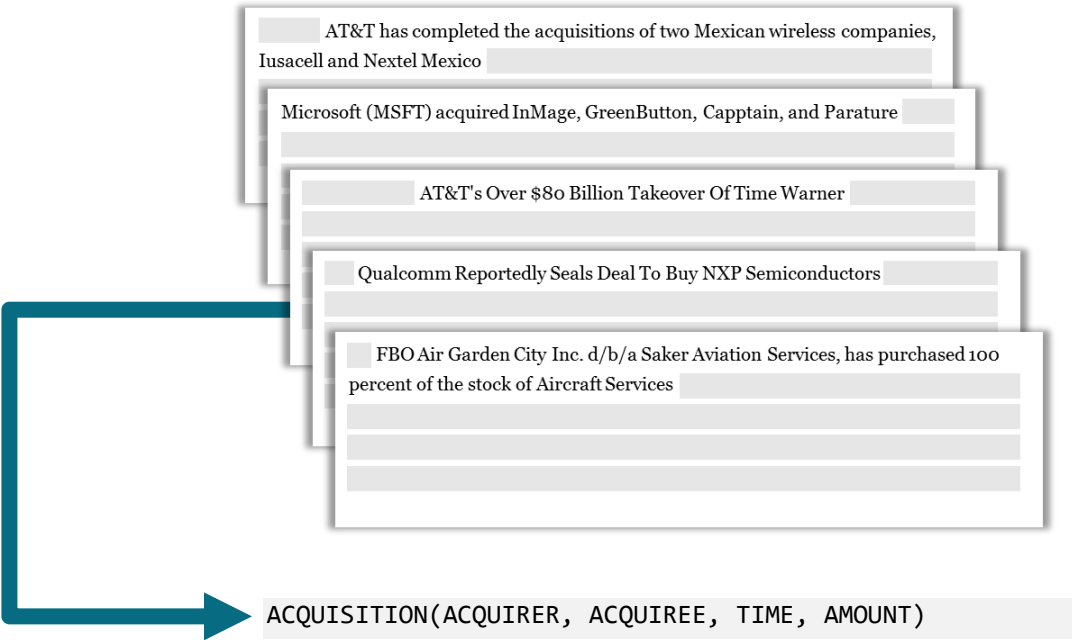 AT&T has completed the acquisitions of two Mexican wireless companies,
Iusacell and Nextel Mexico
Microsoft (MSFT) acquired InMage, GreenButton, Capptain, and Parature
AT&T's Over $80 Billion Takeover Of Time Warner
Qualcomm Reportedly Seals Deal To Buy NXP Semiconductors
FBO Air Garden City Inc. d/b/a Saker Aviation Services, has purchased 100
percent of the stock of Aircraft Services
ACQUISITION(ACQUIRER, ACQUIREE, TIME, AMOUNT)